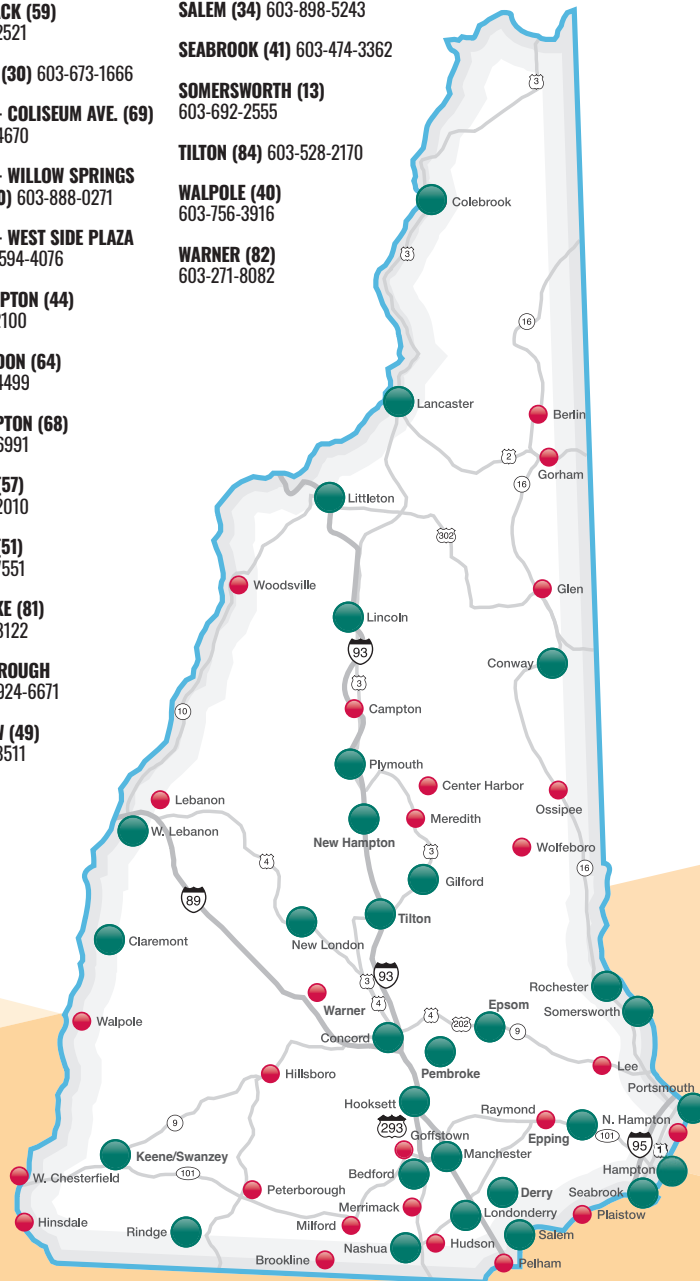 CK (59)
2521
(30) 603-673-1666
- COLISEUM AVE. (69)
4670
- WILLOW SPRINGS
0) 603-888-0271
- WEST SIDE PLAZA
594-4076
PTON (44)
2100
DON (64)
4499
PTON (68)
6991
(57)
2010
(51)
7551
KE (81)
3122
ROUGH
924-6671
W (49)
3511
SALEM (34) 603-898-5243
SEABROOK (41) 603-474-3362
SOMERSWORTH (13)
603-692-2555
TILTON (84) 603-528-2170
WALPOLE (40)
603-756-3916
WARNER (82)
603-271-8082
3
Colebrook
3
16
Lancaster
Berlin
2
Gorham
16
Littleton
302
Woodsville
Glen
Lincoln
93
Conway
3
10
Campton
Plymouth
Center Harbor
Ossipee
Lebanon
Meredith
W. Lebanon
New Hampton
Wolfeboro
3
4
16
Gilford
89
Tilton
New London
Claremont
93
3
4
Rochester
Warner
Epsom
Somersworth
Walpole
4
202
9
Concord
Lee
Pembroke
Hillsboro
Portsmouth
Hooksett
Raymond
N. Hampton
9
293
Goffstown
Epping
101
95
1
Keene/Swanzey
Manchester
Hampton
W. Chesterfield
101
Bedford
Peterborough
Derry
Seabrook
Merrimack
Londonderry
Plaistow
Hinsdale
Milford
Rindge
Salem
Nashua
Hudson
Brookline
Pelham